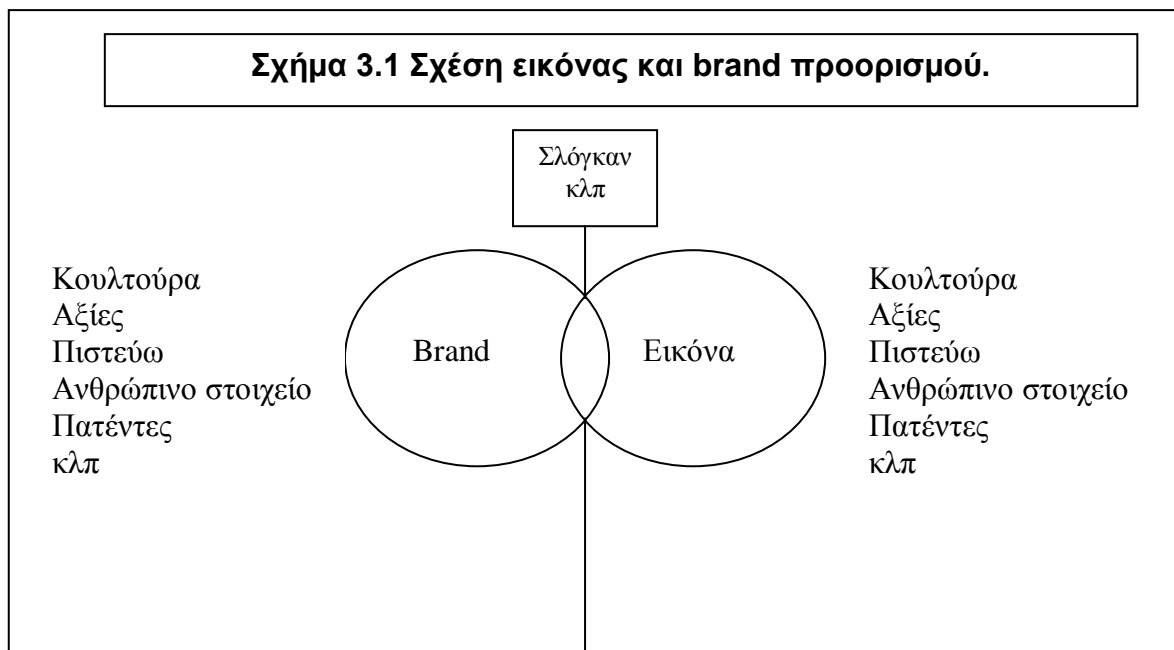 Σχήμα 3.1 Σχέση εικόνας και brand προορισμού.
Σλόγκαν
κλπ
Κουλτούρα
Αξίες
Πιστεύω
Ανθρώπινο στοιχείο
Πατέντες
κλπ
Brand
Εικόνα
Κουλτούρα
Αξίες
Πιστεύω
Ανθρώπινο στοιχείο
Πατέντες
κλπ